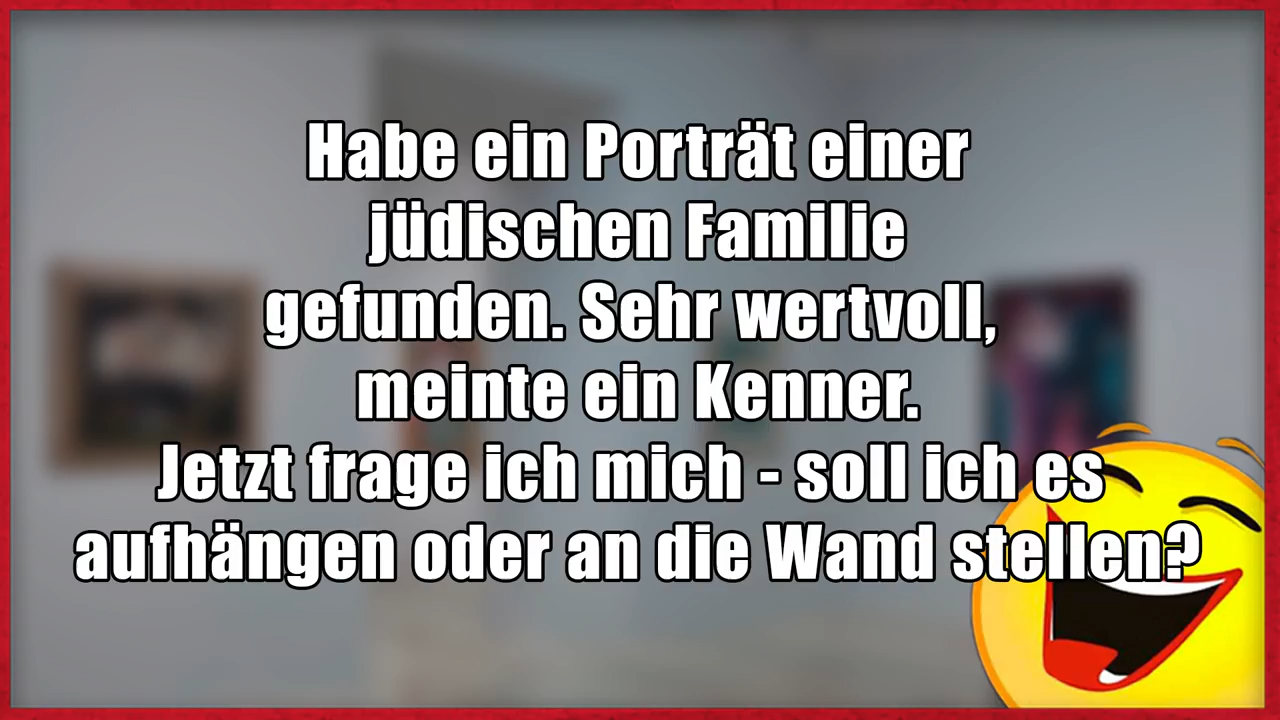 Habe ein Porträt einer
jüdischen Familie
gefunden. Sehr wertvoll,
meinte ein Kenner.
Jetzt frage ich mich - soll ich es
aufhängen oder an die Wand stellen?